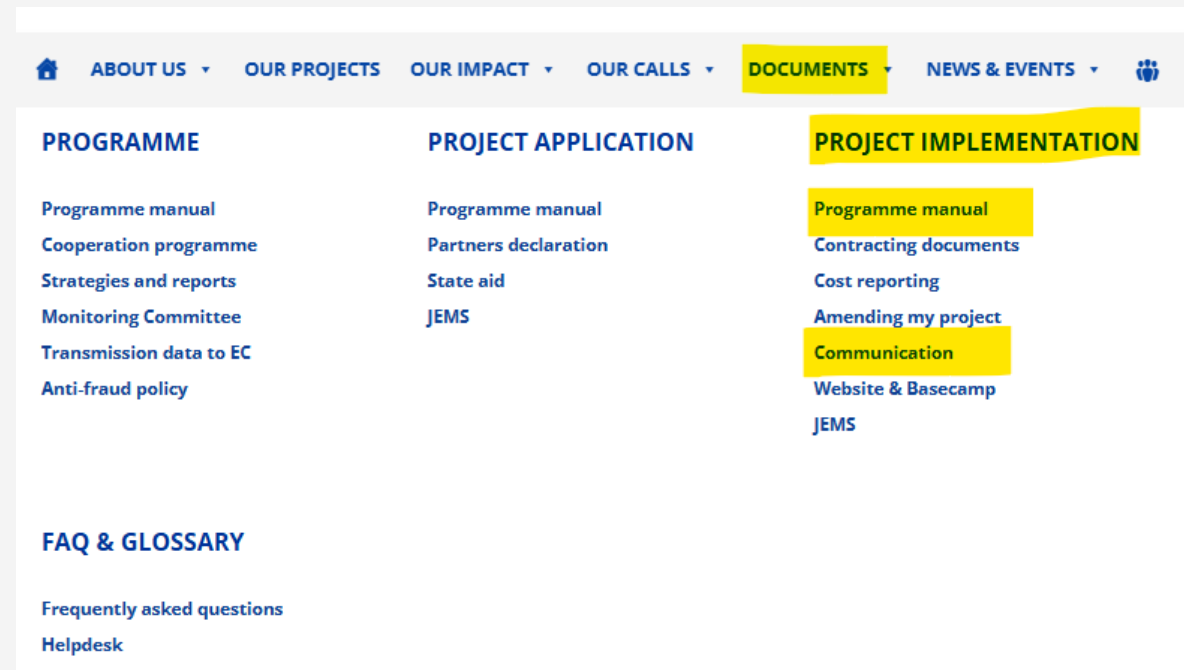 ABOUT US OUR PROJECTS OUR IMPACT OUR CALLS DOCUMENTS NEWS & EVENTS
PROGRAMME
Programme manual
Cooperation programme
Strategies and reports
Monitoring Committee
Transmission data to EC
Anti-fraud policy
PROJECT APPLICATION
Programme manual
Partners declaration
State aid
JEMS
PROJECT IMPLEMENTATION
Programme manual
Contracting documents
Cost reporting
Amending my project
Communication
Website & Basecamp
JEMS
FAQ & GLOSSARY
Frequently asked questions
Helpdesk